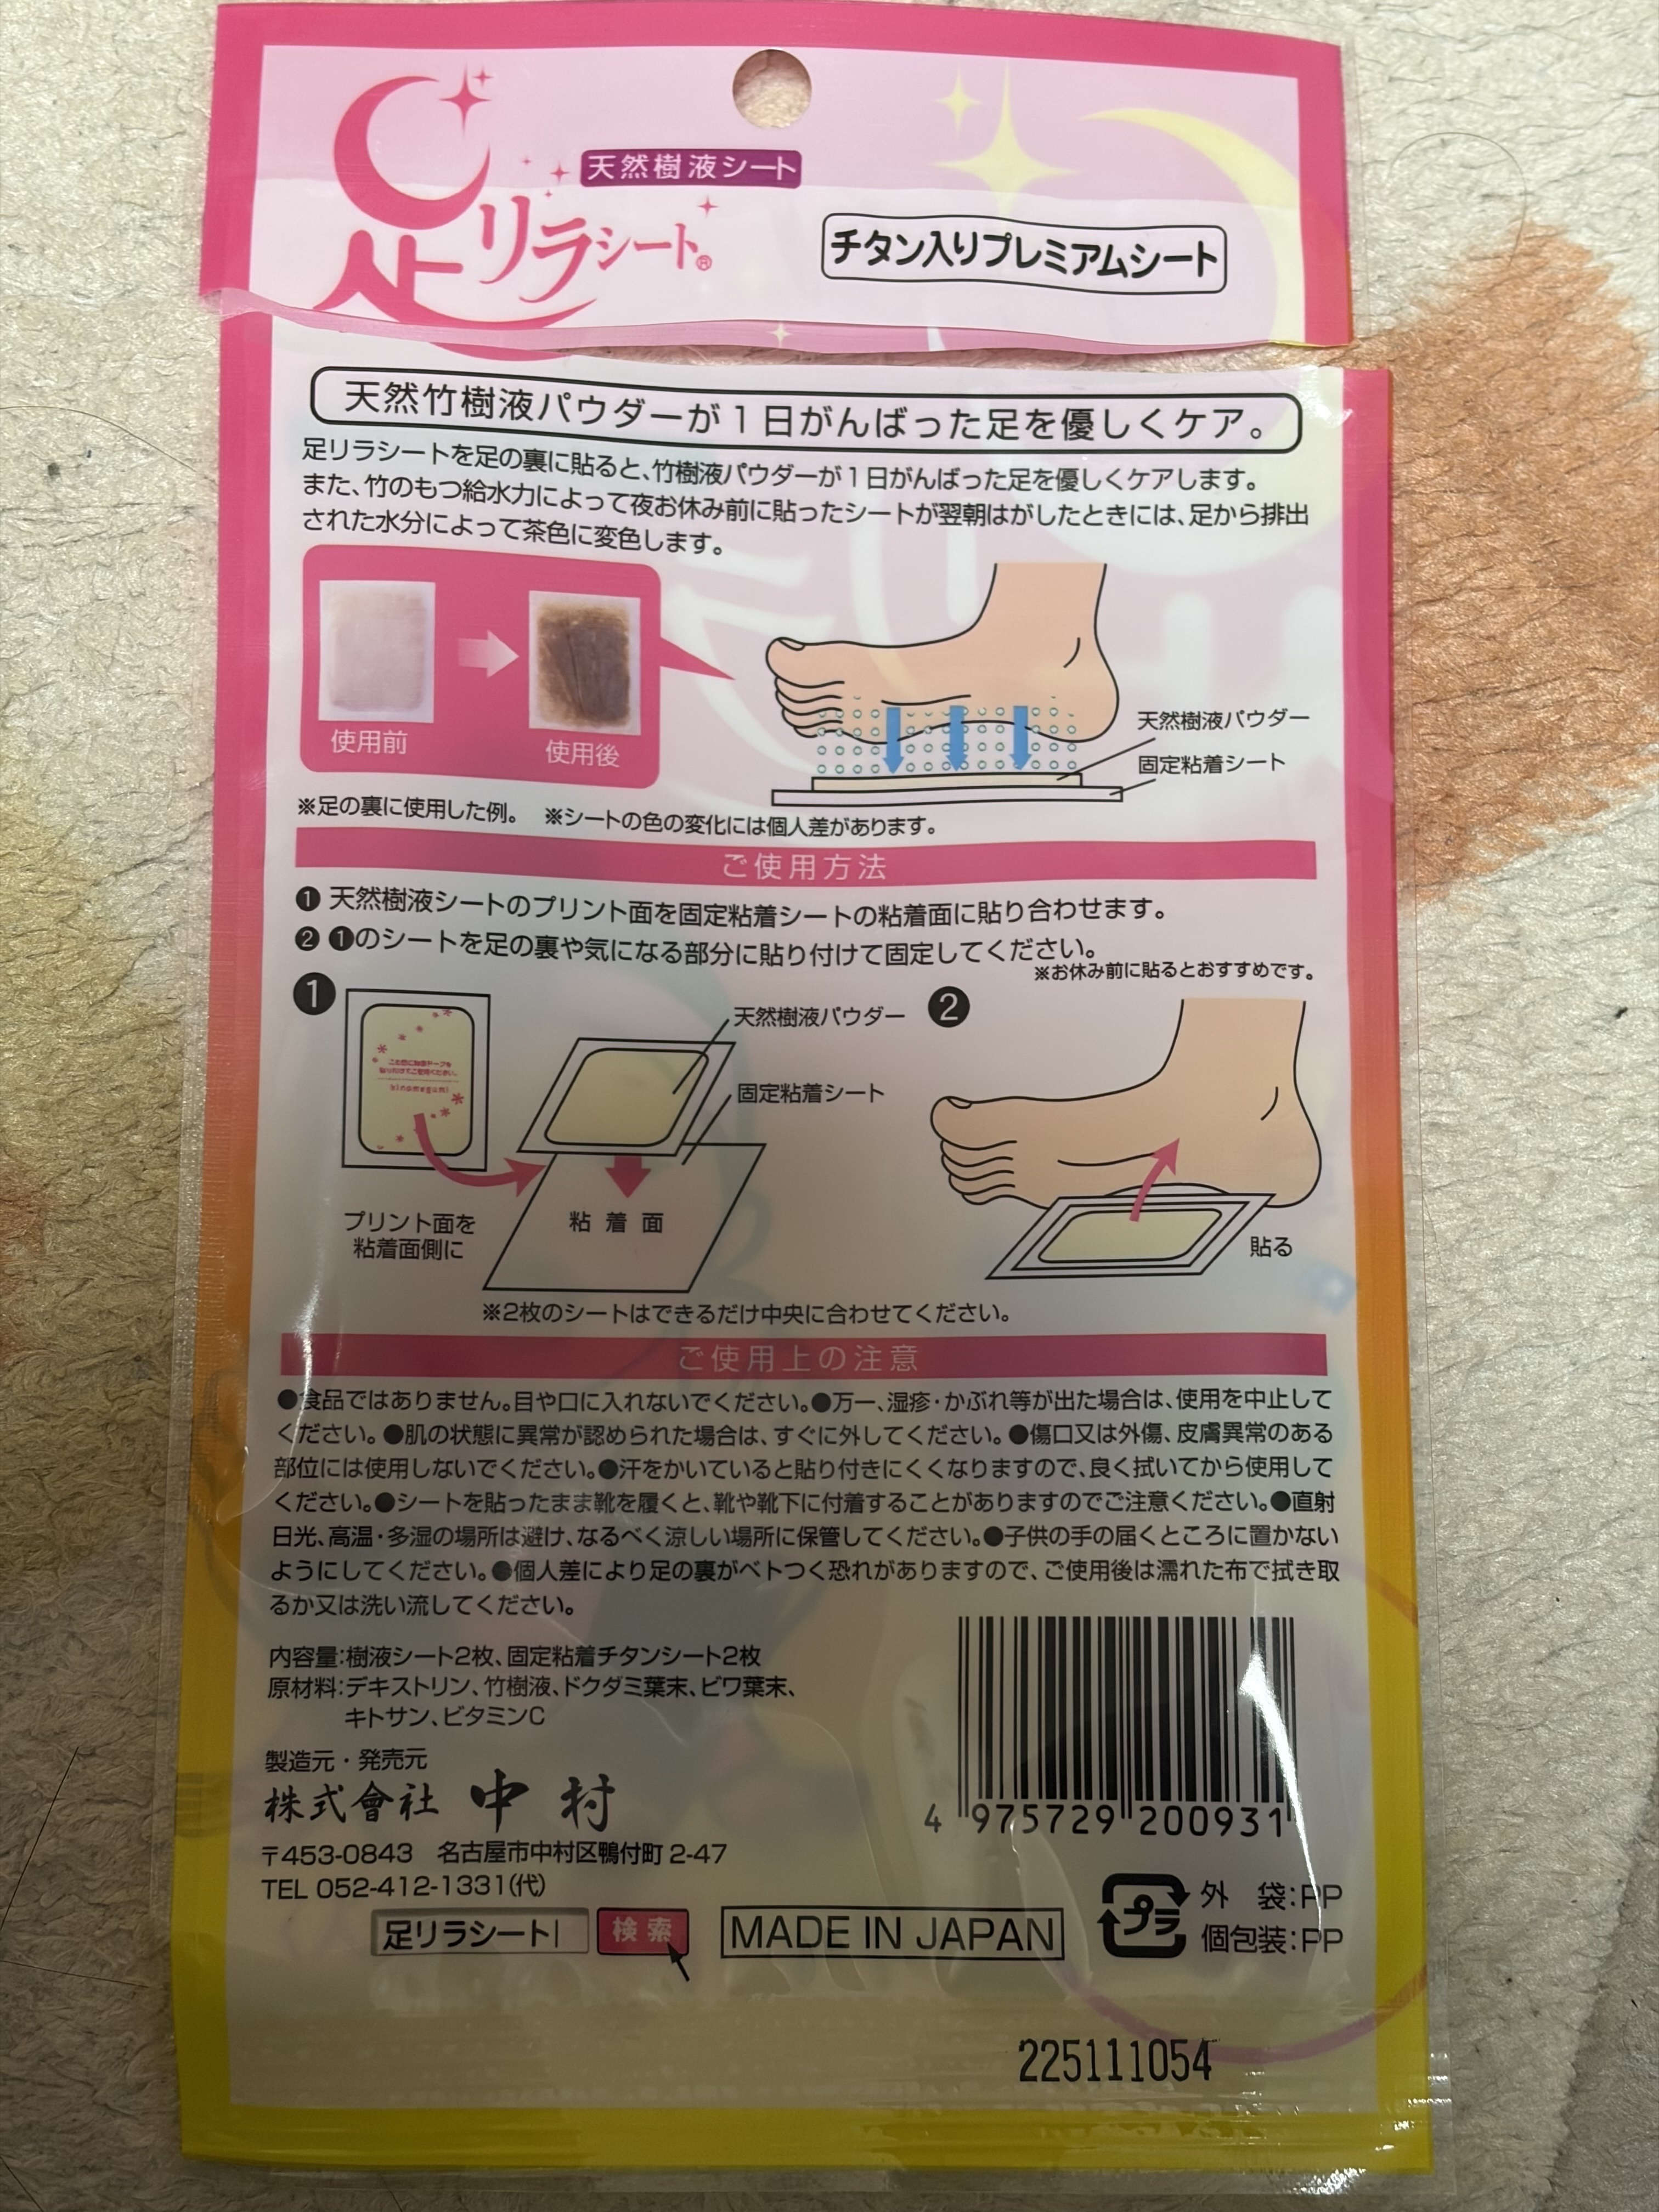 天然樹液シート
足リラシート®
チタン入りプレミアムシート
天然竹樹液パウダーが1日がんばった足を優しくケア。
足リラシートを足の裏に貼ると、竹樹液パウダーが1日がんばった足を優しくケアします。
また、竹のもつ給水力によって夜お休み前に貼ったシートが翌朝はがしたときには、足から排出
された水分によって茶色に変色します。
使用前
使用後
天然樹液パウダー
固定粘着シート
※足の裏に使用した例。 ※シートの色の変化には個人差があります。
ご使用方法
❶ 天然樹液シートのプリント面を固定粘着シートの粘着面に貼り合わせます。
❷ ❶のシートを足の裏や気になる部分に貼り付けて固定してください。
※お休み前に貼るとおすすめです。
❶
kinomegumi
プリント面を
粘着面側に
天然樹液パウダー
固定粘着シート
粘着面
❷
貼る
※2枚のシートはできるだけ中央に合わせてください。
ご使用上の注意
●食品ではありません。目や口に入れないでください。●万一、湿疹・かぶれ等が出た場合は、使用を中止して
ください。●肌の状態に異常が認められた場合は、すぐに外してください。●傷口又は外傷、皮膚異常のある
部位には使用しないでください。●汗をかいていると貼り付きにくくなりますので、良く拭いてから使用して
ください。●シートを貼ったまま靴を履くと、靴や靴下に付着することがありますのでご注意ください。●直射
日光、高温・多湿の場所は避け、なるべく涼しい場所に保管してください。●子供の手の届くところに置かない
ようにしてください。●個人差により足の裏がベトつく恐れがありますので、ご使用後は濡れた布で拭き取
るか又は洗い流してください。
内容量:樹液シート2枚、固定粘着チタンシート2枚
原材料:デキストリン、竹樹液、ドクダミ葉末、ビワ葉末、
キトサン、ビタミンC
製造元・発売元
株式會社 中村
〒453-0843 名古屋市中村区鴨付町 2-47
TEL 052-412-1331(代)
足リラシート
検索
MADE IN JAPAN
4 975729 200931
プラ
外 袋:PP
個包装:PP
225111054